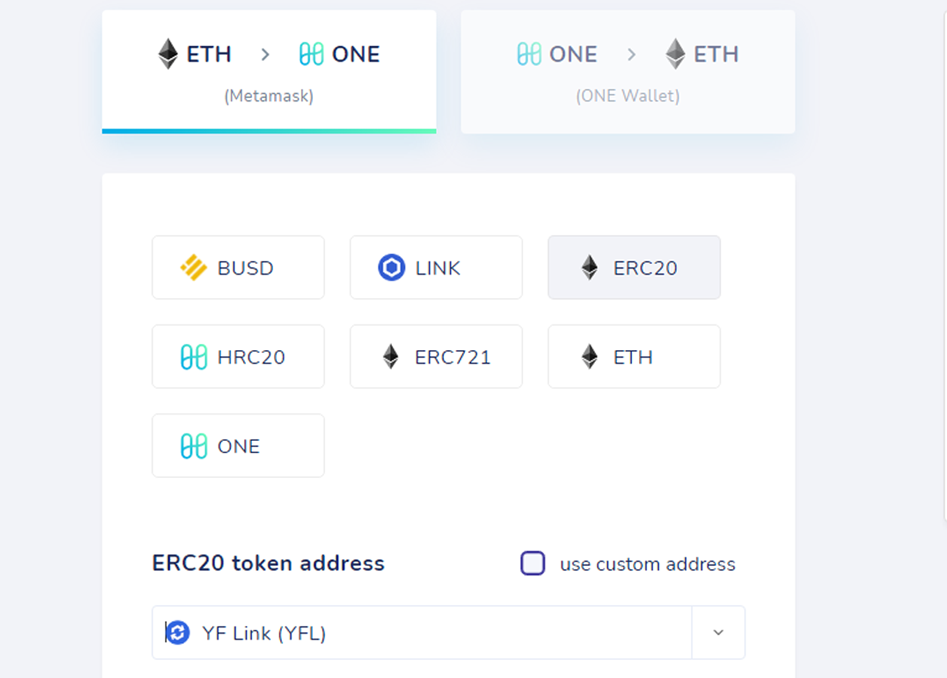 ETH > ONE
(Metamask)
ONE > ETH
(ONE Wallet)
BUSD
LINK
ERC20
HRC20
ERC721
ETH
ONE
ERC20 token address
use custom address
YF Link (YFL)